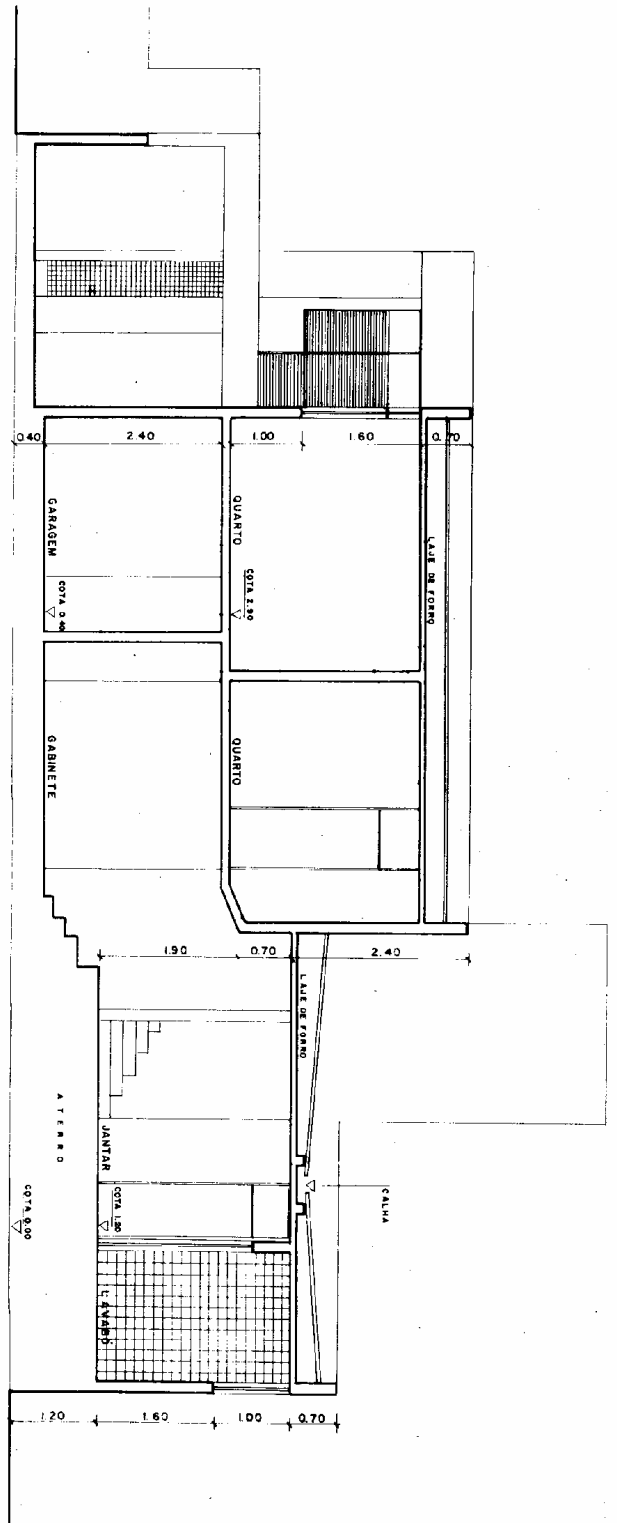 LAJE DE FORRO
0.70
1.60
1.00
2.40
0.40
QUARTO
COTA 2.90
GARAGEM
COTA 0.40
QUARTO
GABINETE
2.40
0.70
1.90
LAJE DE FORRO
CALHA
JANTAR
COTA 1.20
LAVABO
ATERRO
COTA 0.00
0.70
1.00
1.60
1.20